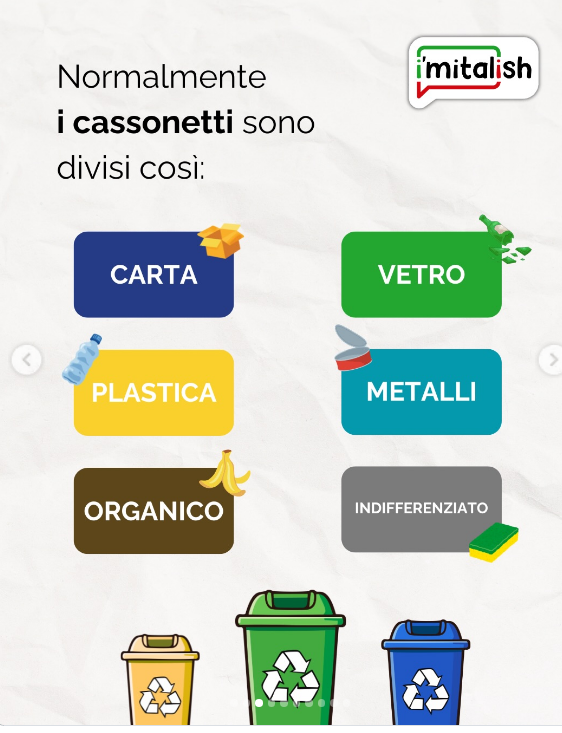 i'mitalish
Normalmente
i cassonetti sono
divisi così:
CARTA
VETRO
PLASTICA
METALLI
ORGANICO
INDIFFERENZIATO